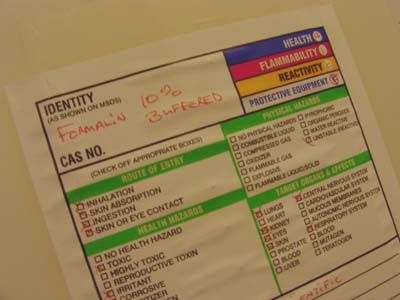 IDENTITY
(AS SHOWN ON MSDS)
FORMALIN 10%
BUFFERED
CAS NO.
HEALTH
FLAMMABILITY
REACTIVITY
PROTECTIVE EQUIPMENT
(CHECK OFF APPROPRIATE BOXES)
ROUTE OF ENTRY
INHALATION
SKIN ABSORPTION
INGESTION
SKIN OR EYE CONTACT
HEALTH HAZARDS
NO HEALTH HAZARD
TOXIC
HIGHLY TOXIC
REPRODUCTIVE TOXIN
IRRITANT
CORROSIVE
PHYSICAL HAZARDS
NO PHYSICAL HAZARDS
COMBUSTIBLE LIQUID
COMPRESSED GAS
OXIDIZER
FLAMMABLE GAS
EXPLOSIVE
FLAMMABLE LIQUID/SOLID
PYROPHORIC
ORGANIC PEROXIDE
WATER REACTIVE
UNSTABLE REACTIVE
TARGET ORGANS & AFFECTS
LUNGS
HEART
KIDNEY
EYES
SKIN
PROSTATE
BLOOD
LIVER
CENTRAL NERVOUS SYSTEM
CARDIOVASCULAR SYSTEM
MUCOUS MEMBRANES
AUTONOMIC NERVOUS SYSTEM
RESPIRATORY SYSTEM
BLOOD
MUTAGEN
TERATOGEN